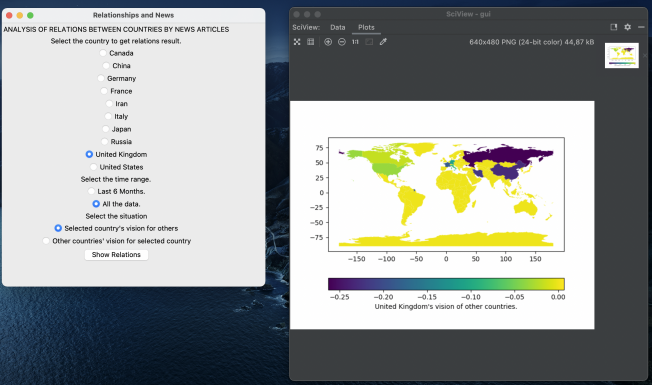 Relationships and News
ANALYSIS OF RELATIONS BETWEEN COUNTRIES BY NEWS ARTICLES
Select the country to get relations result.
Canada
China
Germany
France
Iran
Italy
Japan
Russia
United Kingdom
United States
Select the time range.
Last 6 Months.
All the data.
Select the situation
Selected country's vision for others
Other countries' vision for selected country
Show Relations
SciView - gui
SciView: Data Plots
1:1 640x480 PNG (24-bit color) 44,87 kB
75
50
25
0
−25
−50
−75
−150 −100 −50 0 50 100 150
−0.25 −0.20 −0.15 −0.10 −0.05 0.00
United Kingdom's vision of other countries.